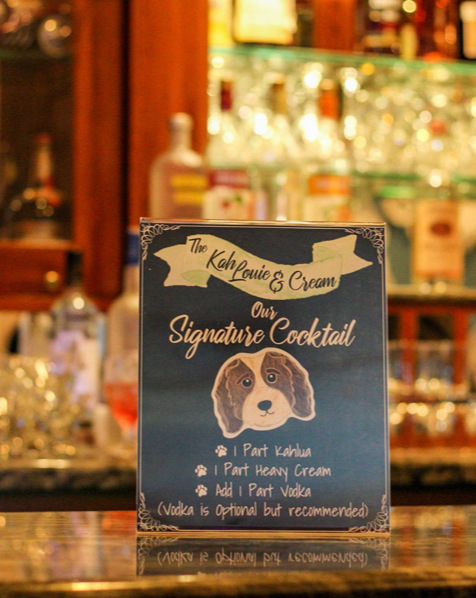 The
KahLouie & Cream
Our
Signature Cocktail
1 Part Kahlua
1 Part Heavy Cream
Add 1 Part Vodka
(Vodka is Optional but recommended)